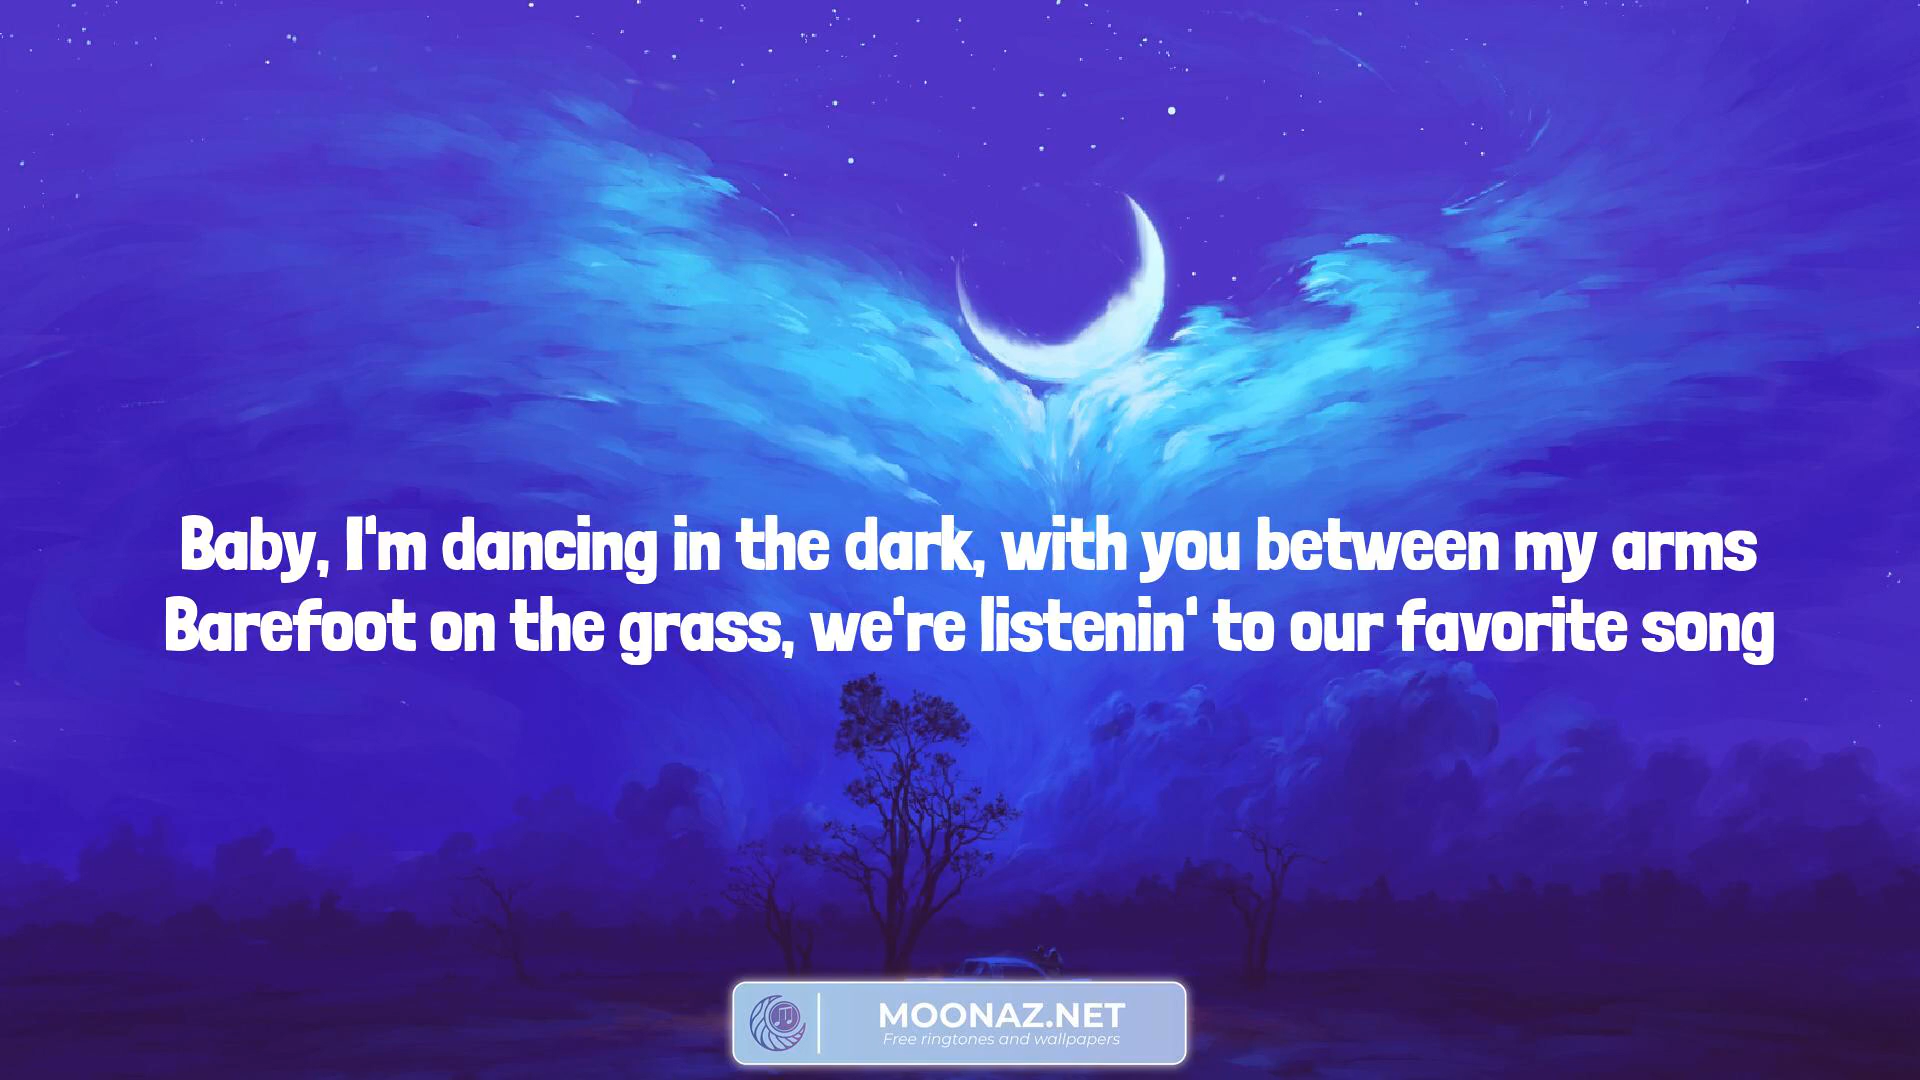 Baby, I'm dancing in the dark, with you between my arms
Barefoot on the grass, we're listenin' to our favorite song
MOONAZ.NET
Free ringtones and wallpapers